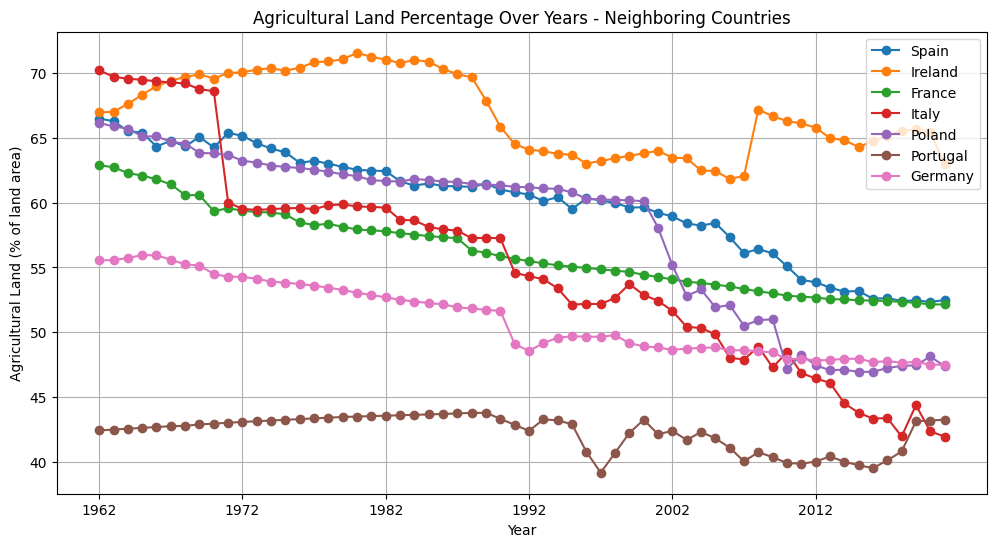 Agricultural Land Percentage Over Years - Neighboring Countries
Agricultural Land (% of land area)
70
65
60
55
50
45
40
1962
1972
1982
1992
2002
2012
Year
Spain
Ireland
France
Italy
Poland
Portugal
Germany